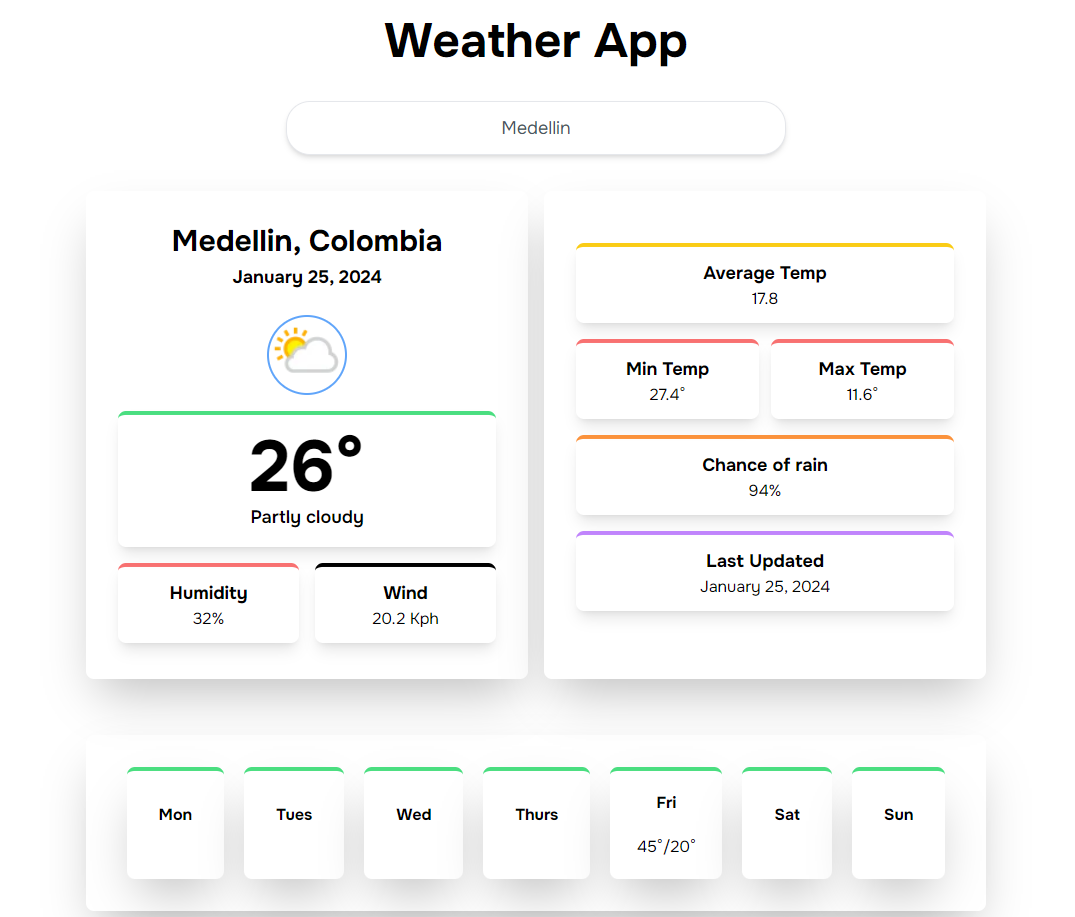 Weather App
Medellin
Medellin, Colombia
January 25, 2024
26°
Partly cloudy
Humidity
32%
Wind
20.2 Kph
Average Temp
17.8
Min Temp
27.4°
Max Temp
11.6°
Chance of rain
94%
Last Updated
January 25, 2024
Mon
Tues
Wed
Thurs
Fri
45°/20°
Sat
Sun